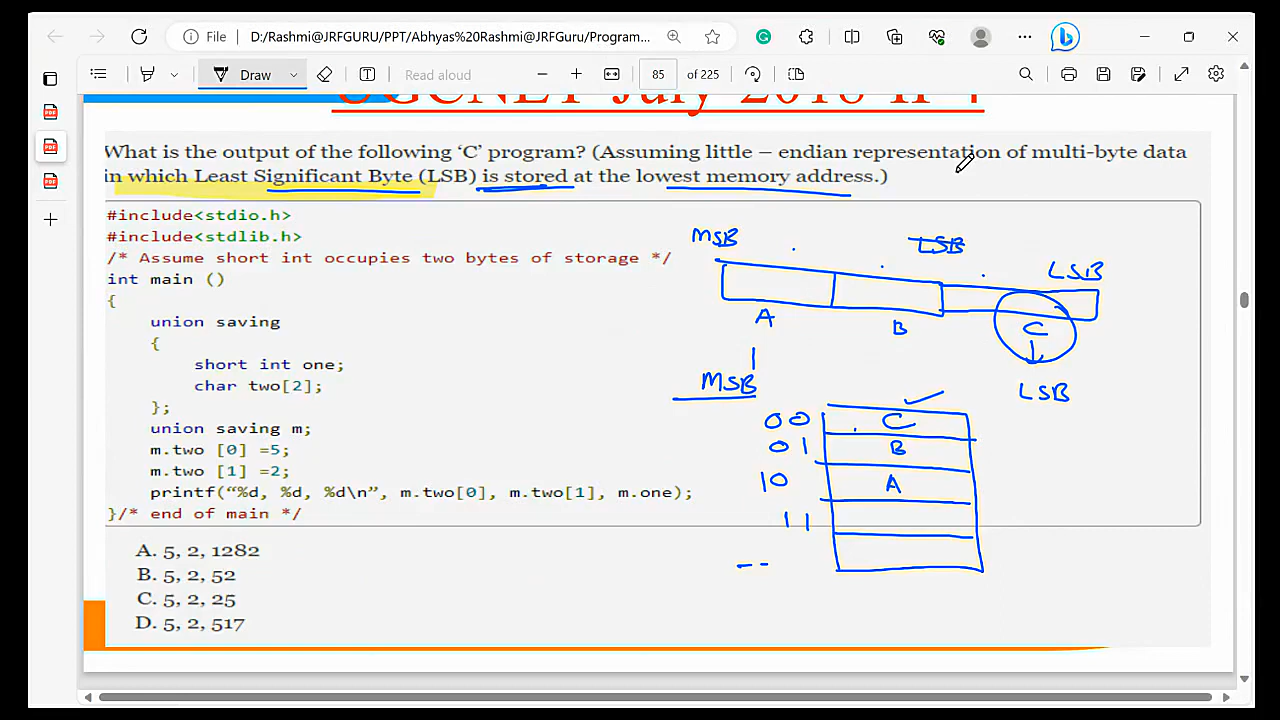 File D:/Rashmi@JRFGURU/PPT/Abhyas%20Rashmi@JRFGuru/Program...
Draw Read aloud 85 of 225
UGCNET July 2018 II
What is the output of the following ‘C’ program? (Assuming little – endian representation of multi-byte data
in which Least Significant Byte (LSB) is stored at the lowest memory address.)
#include<stdio.h>
#include<stdlib.h>
/* Assume short int occupies two bytes of storage */
int main ()
{
union saving
{
short int one;
char two[2];
};
union saving m;
m.two [0] =5;
m.two [1] =2;
printf(“%d, %d, %d\n”, m.two[0], m.two[1], m.one);
}/* end of main */
A. 5, 2, 1282
B. 5, 2, 52
C. 5, 2, 25
D. 5, 2, 517
MSB LSB LSB
A B C
MSB LSB
00 C
01 B
10 A
11
--